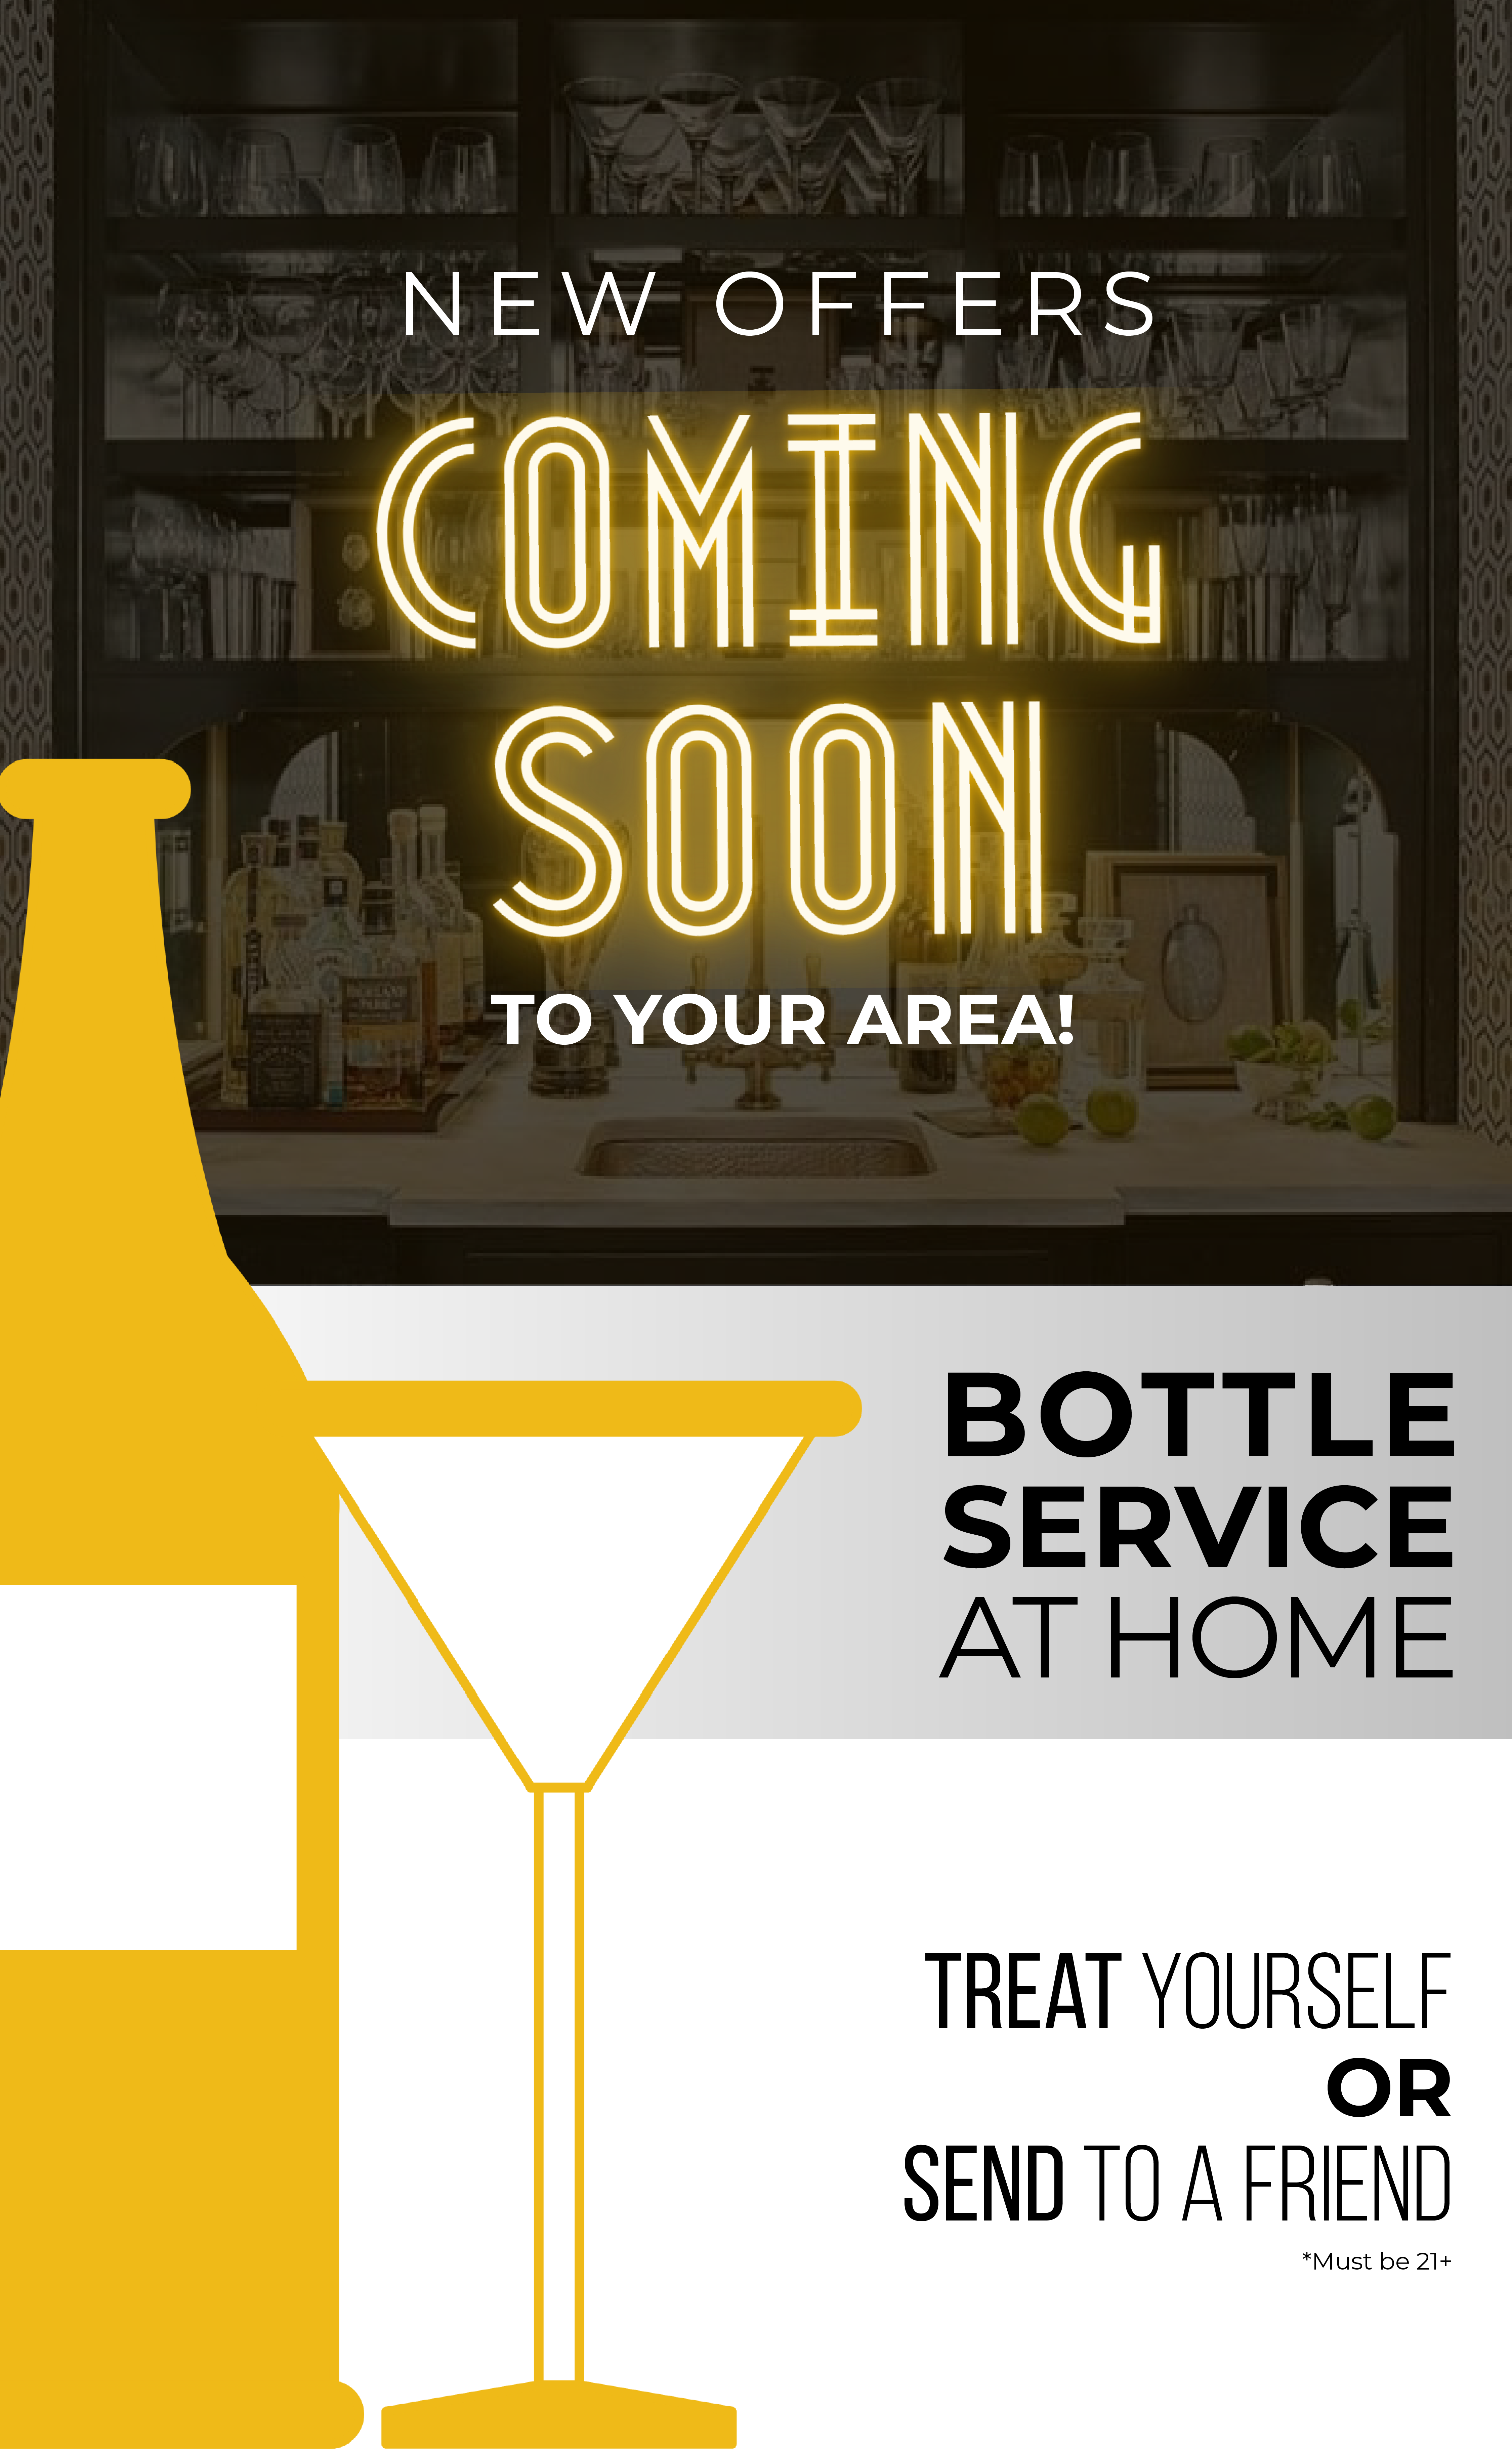 NEW OFFERS
COMING
SOON
TO YOUR AREA!
BOTTLE
SERVICE
AT HOME
TREAT YOURSELF
OR
SEND TO A FRIEND
*Must be 21+